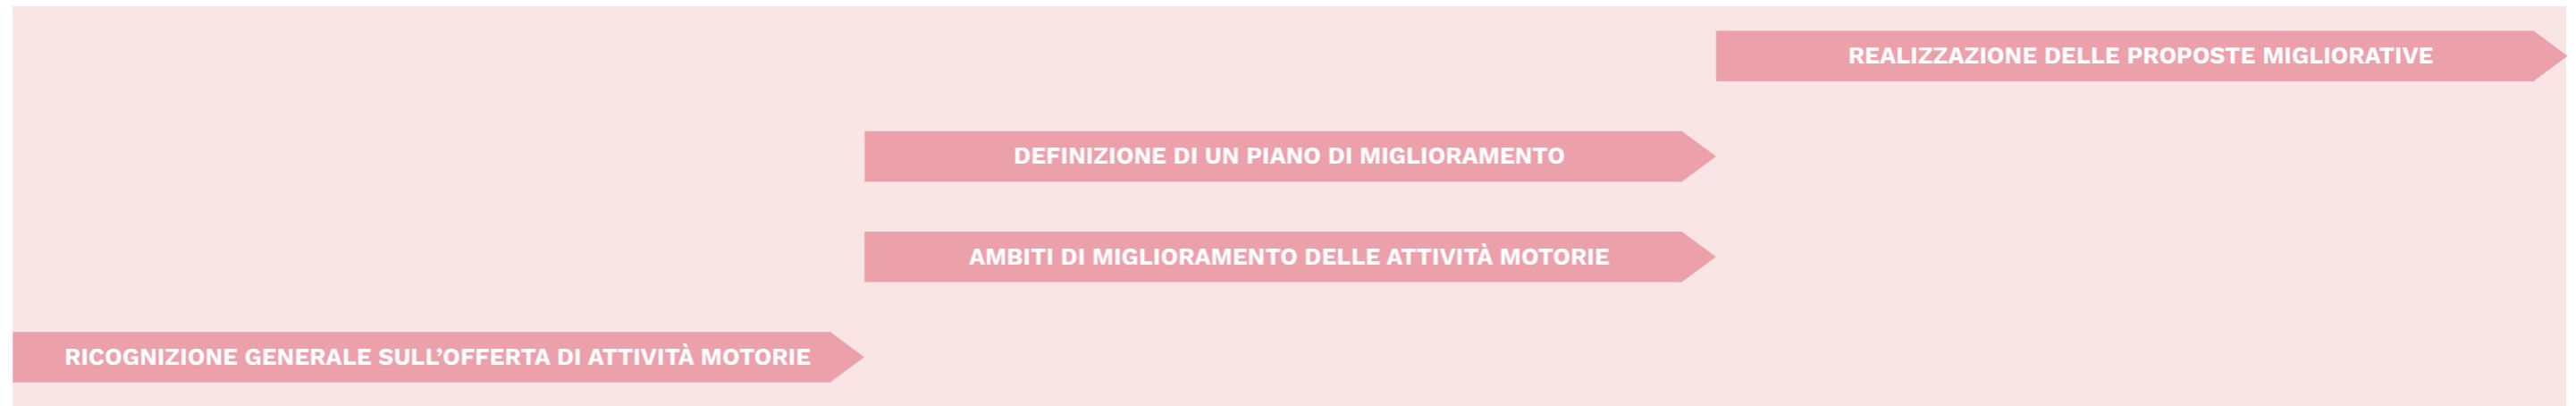 REALIZZAZIONE DELLE PROPOSTE MIGLIORATIVE
DEFINIZIONE DI UN PIANO DI MIGLIORAMENTO
AMBITI DI MIGLIORAMENTO DELLE ATTIVITÀ MOTORIE
RICOGNIZIONE GENERALE SULL’OFFERTA DI ATTIVITÀ MOTORIE